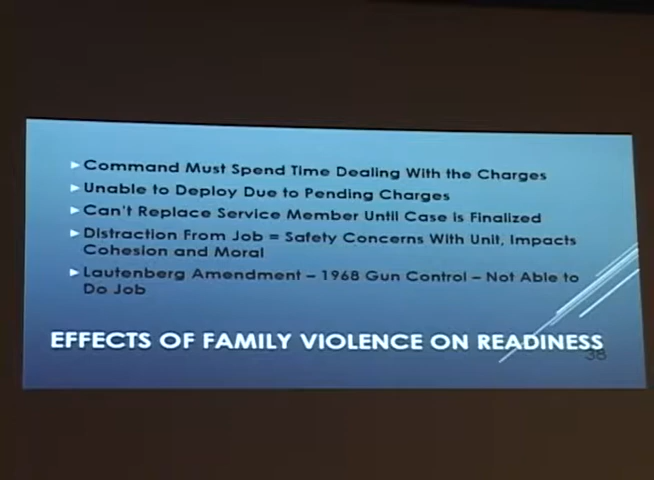 Command Must Spend Time Dealing With the Charges
Unable to Deploy Due to Pending Charges
Can't Replace Service Member Until Case is Finalized
Distraction From Job = Safety Concerns With Unit, Impacts
Cohesion and Moral
Lautenberg Amendment – 1968 Gun Control – Not Able to
Do Job
EFFECTS OF FAMILY VIOLENCE ON READINESS
38